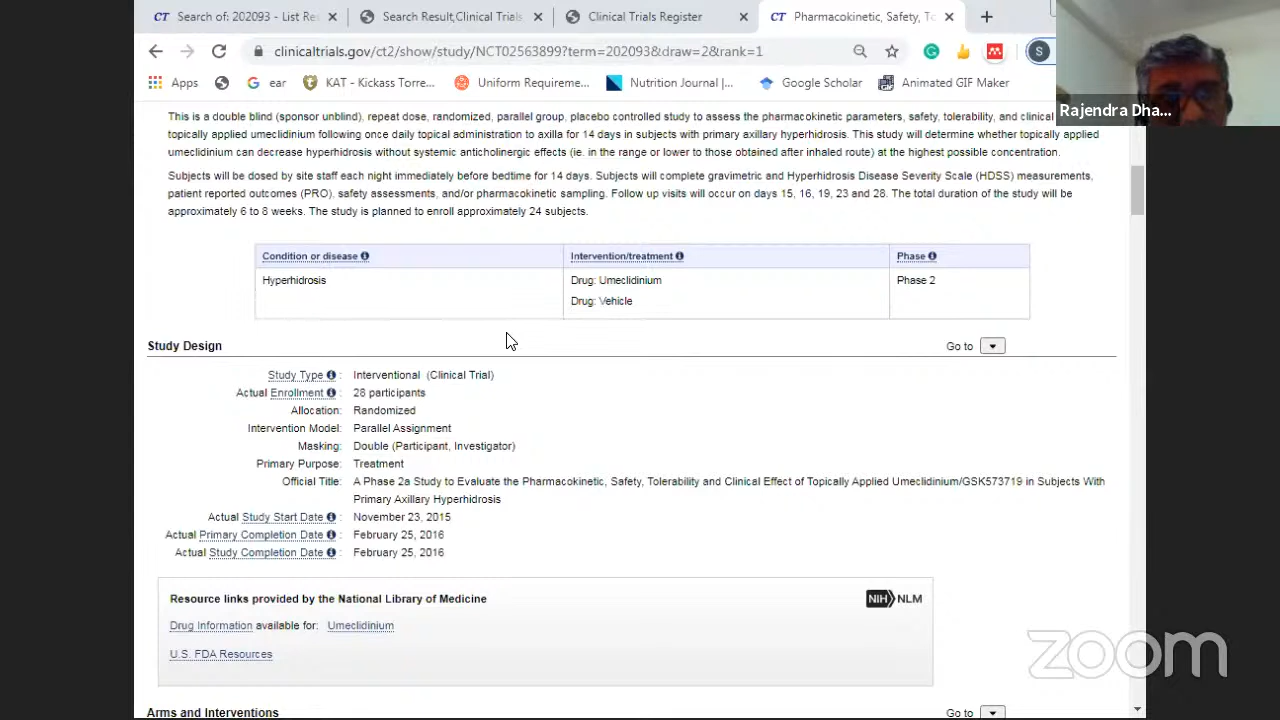 CT Search of: 202093 - List Res
Search Result,Clinical Trials
Clinical Trials Register
CT Pharmacokinetic, Safety, To
clinicaltrials.gov/ct2/show/study/NCT02563899?term=202093&draw=2&rank=1
S
Apps
G ear
KAT - Kickass Torre...
Uniform Requireme...
Nutrition Journal |...
Google Scholar
Animated GIF Maker
Rajendra Dha...
This is a double blind (sponsor unblind), repeat dose, randomized, parallel group, placebo controlled study to assess the pharmacokinetic parameters, safety, tolerability, and clinical
topically applied umeclidinium following once daily topical administration to axilla for 14 days in subjects with primary axillary hyperhidrosis. This study will determine whether topically applied
umeclidinium can decrease hyperhidrosis without systemic anticholinergic effects (ie. in the range or lower to those obtained after inhaled route) at the highest possible concentration.
Subjects will be dosed by site staff each night immediately before bedtime for 14 days. Subjects will complete gravimetric and Hyperhidrosis Disease Severity Scale (HDSS) measurements,
patient reported outcomes (PRO), safety assessments, and/or pharmacokinetic sampling. Follow up visits will occur on days 15, 16, 19, 23 and 28. The total duration of the study will be
approximately 6 to 8 weeks. The study is planned to enroll approximately 24 subjects.
Condition or disease
Intervention/treatment
Phase
Hyperhidrosis
Drug: Umeclidinium
Phase 2
Drug: Vehicle
Study Design
Go to
Study Type : Interventional (Clinical Trial)
Actual Enrollment : 28 participants
Allocation: Randomized
Intervention Model: Parallel Assignment
Masking: Double (Participant, Investigator)
Primary Purpose: Treatment
Official Title: A Phase 2a Study to Evaluate the Pharmacokinetic, Safety, Tolerability and Clinical Effect of Topically Applied Umeclidinium/GSK573719 in Subjects With
Primary Axillary Hyperhidrosis
Actual Study Start Date : November 23, 2015
Actual Primary Completion Date : February 25, 2016
Actual Study Completion Date : February 25, 2016
Resource links provided by the National Library of Medicine
NIH NLM
Drug Information available for: Umeclidinium
U.S. FDA Resources
zoom
Arms and Interventions
Go to